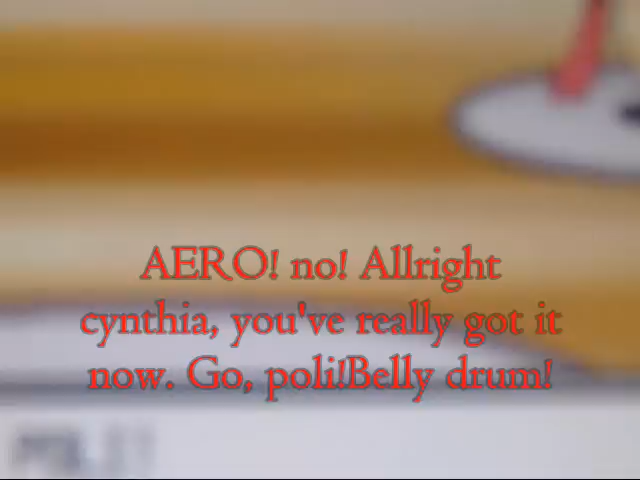 AERO! no! Allright
cynthia, you've really got it
now. Go, poli!Belly drum!